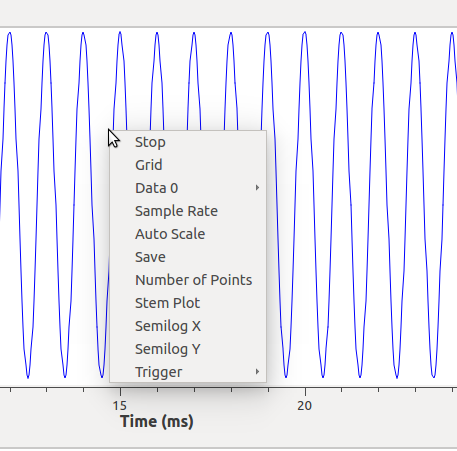 Stop
Grid
Data 0
Sample Rate
Auto Scale
Save
Number of Points
Stem Plot
Semilog X
Semilog Y
Trigger
15 20
Time (ms)